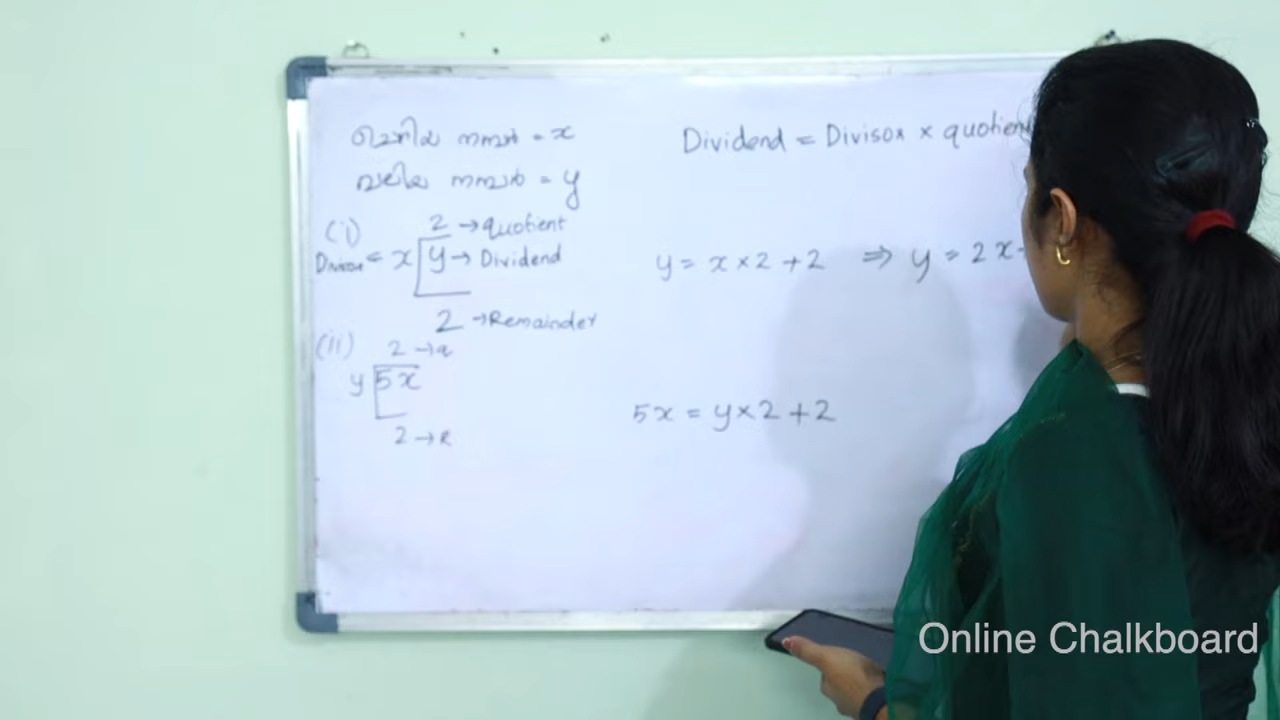 ചെറിയ സംഖ്യ = x
വലിയ സംഖ്യ = y
(i)
2 → quotient
Divisor = x y → Dividend
2 → Remainder
(ii)
2 → q
y 5x
2 → R
Dividend = Divisor × quotient
y = x × 2 + 2 ⇒ y = 2x
5x = y × 2 + 2
Online Chalkboard